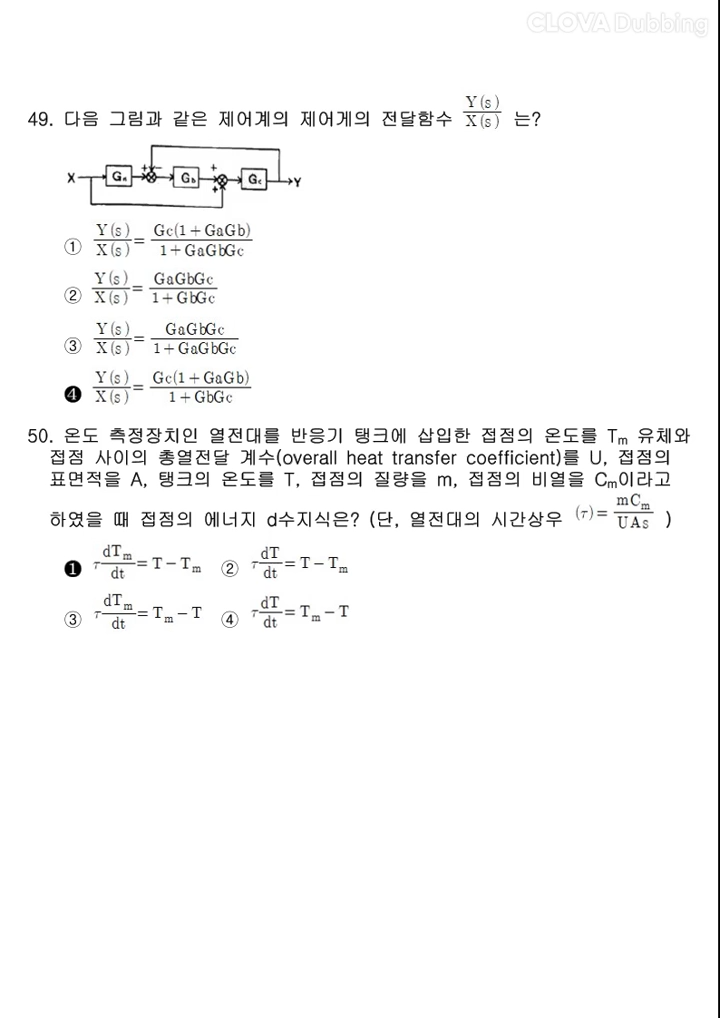 CLOVA Dubbing
49. 다음 그림과 같은 제어계의 제어게의 전달함수 Y(s)/X(s) 는?
X Ga + − Gb + + Gc Y
① Y(s)/X(s) = Gc(1+GaGb)/1+GaGbGc
② Y(s)/X(s) = GaGbGc/1+GbGc
③ Y(s)/X(s) = GaGbGc/1+GaGbGc
❹ Y(s)/X(s) = Gc(1+GaGb)/1+GbGc
50. 온도 측정장치인 열전대를 반응기 탱크에 삽입한 접점의 온도를 Tm 유체와
접점 사이의 총열전달 계수(overall heat transfer coefficient)를 U, 접점의
표면적을 A, 탱크의 온도를 T, 접점의 질량을 m, 접점의 비열을 Cm이라고
하였을 때 접점의 에너지 d수지식은? (단, 열전대의 시간상우 (τ)= mCm/UAs )
❶ τ dTm/dt = T − Tm ② τ dT/dt = T − Tm
③ τ dTm/dt = Tm − T ④ τ dT/dt = Tm − T